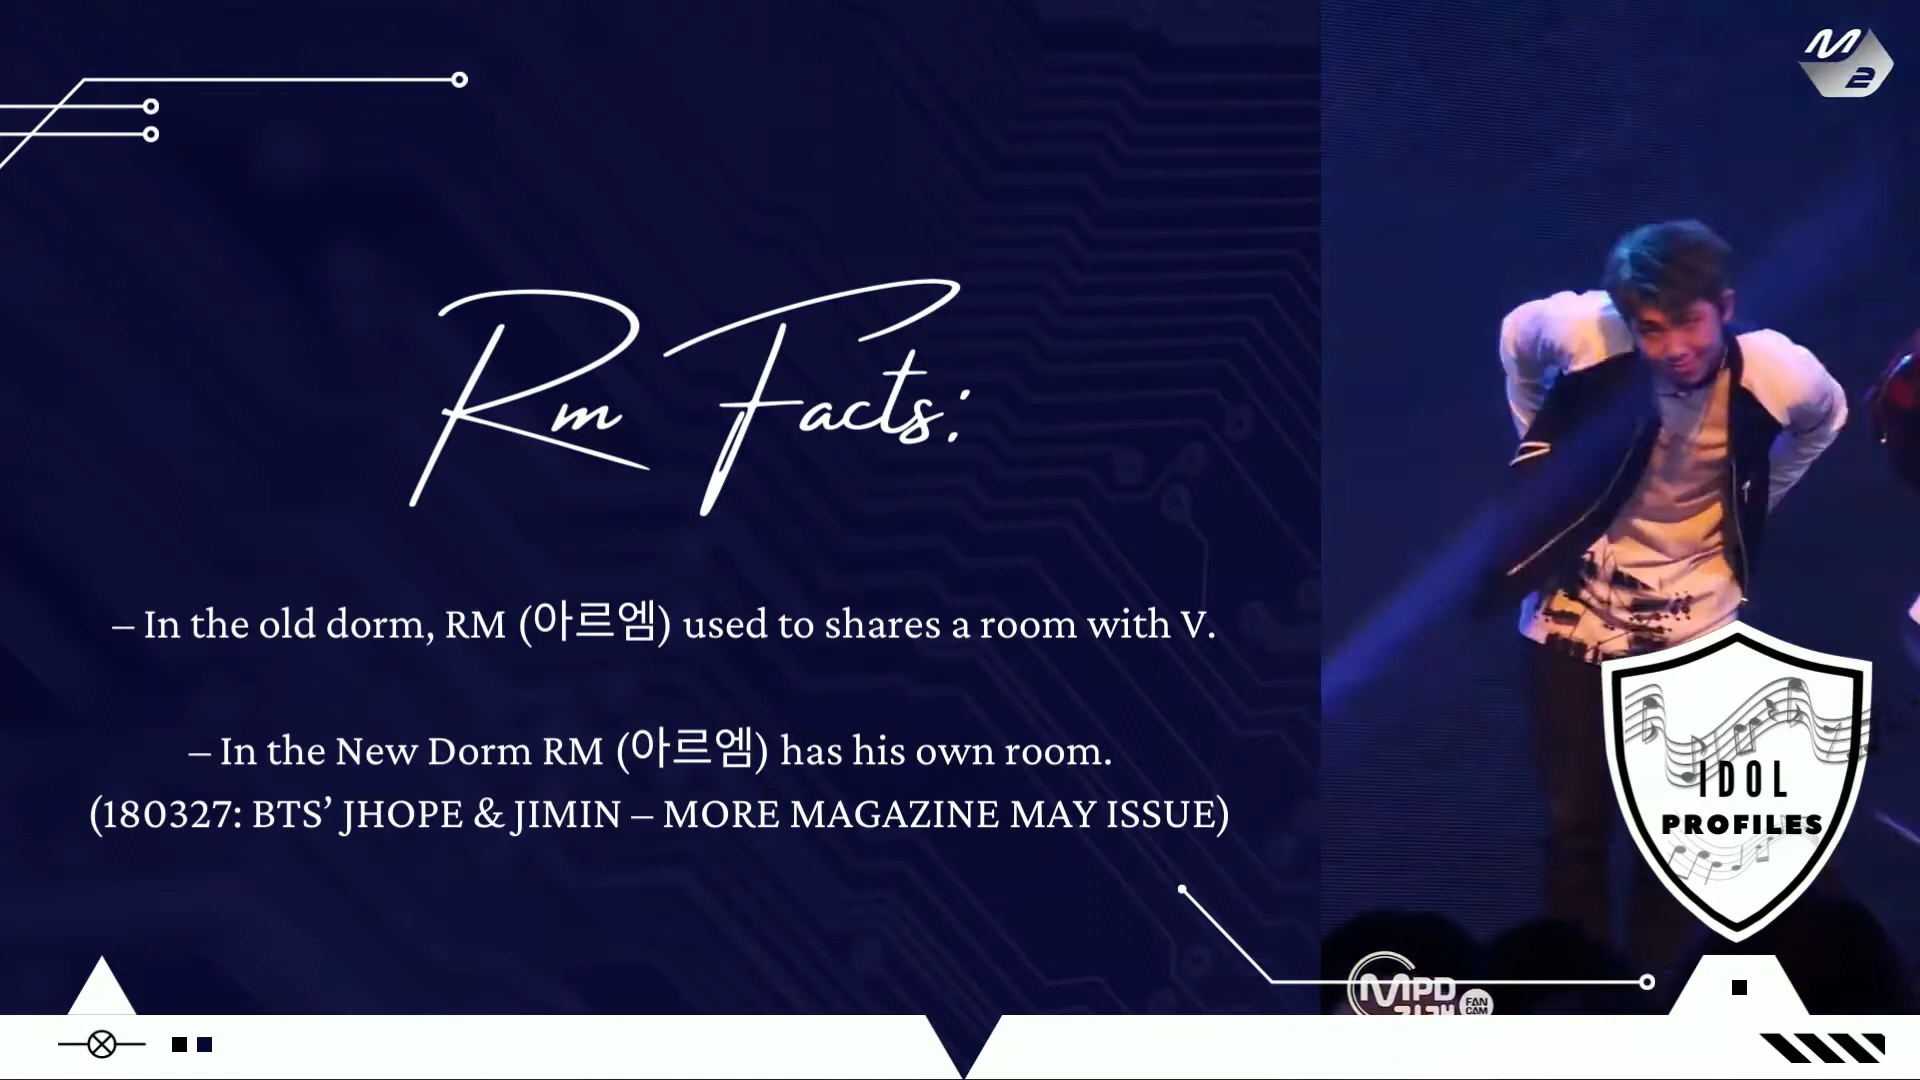 M2
Rm Facts:
– In the old dorm, RM (아르엠) used to shares a room with V.
– In the New Dorm RM (아르엠) has his own room.
(180327: BTS’ JHOPE & JIMIN – MORE MAGAZINE MAY ISSUE)
IDOL
PROFILES
MPD
FAN
CAM